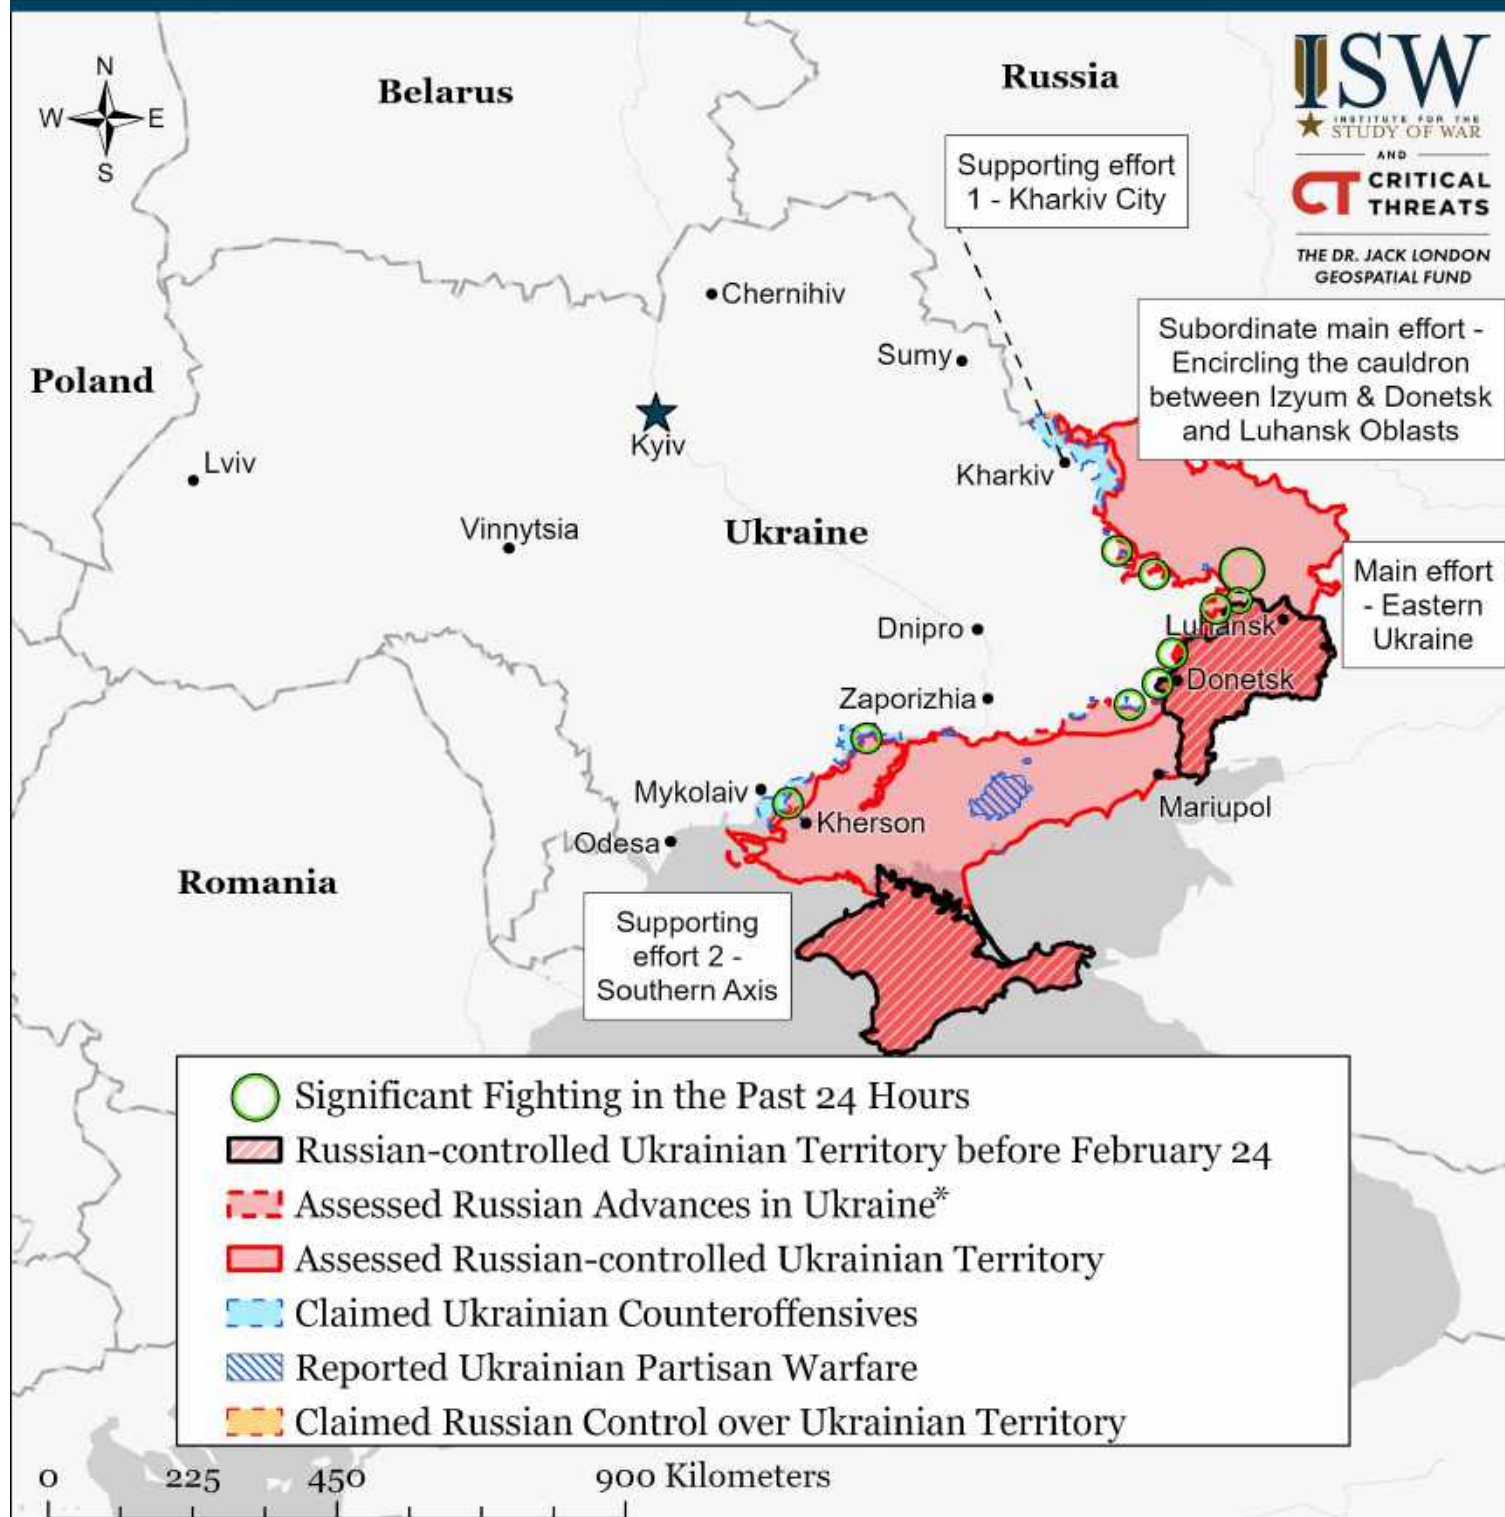 N
W E
S
Belarus
Russia
ISW
INSTITUTE FOR THE
STUDY OF WAR
AND
CT CRITICAL
THREATS
THE DR. JACK LONDON
GEOSPATIAL FUND
Supporting effort
1 - Kharkiv City
Chernihiv
Subordinate main effort -
Encircling the cauldron
between Izyum & Donetsk
and Luhansk Oblasts
Sumy
Poland
Kyiv
Lviv
Kharkiv
Vinnytsia
Ukraine
Main effort
- Eastern
Ukraine
Dnipro
Luhansk
Donetsk
Zaporizhia
Mykolaiv
Mariupol
Kherson
Odesa
Romania
Supporting
effort 2 -
Southern Axis
Significant Fighting in the Past 24 Hours
Russian-controlled Ukrainian Territory before February 24
Assessed Russian Advances in Ukraine*
Assessed Russian-controlled Ukrainian Territory
Claimed Ukrainian Counteroffensives
Reported Ukrainian Partisan Warfare
Claimed Russian Control over Ukrainian Territory
0 225 450 900 Kilometers